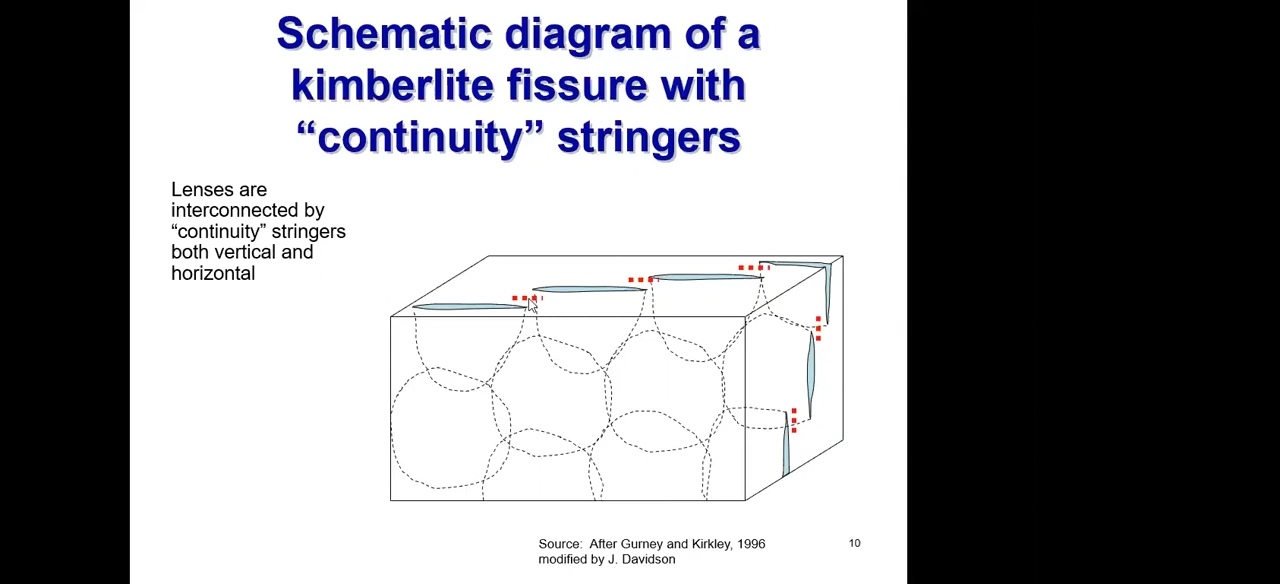 Schematic diagram of a
kimberlite fissure with
“continuity” stringers
Lenses are
interconnected by
“continuity” stringers
both vertical and
horizontal
Source:  After Gurney and Kirkley, 1996
modified by J. Davidson
10